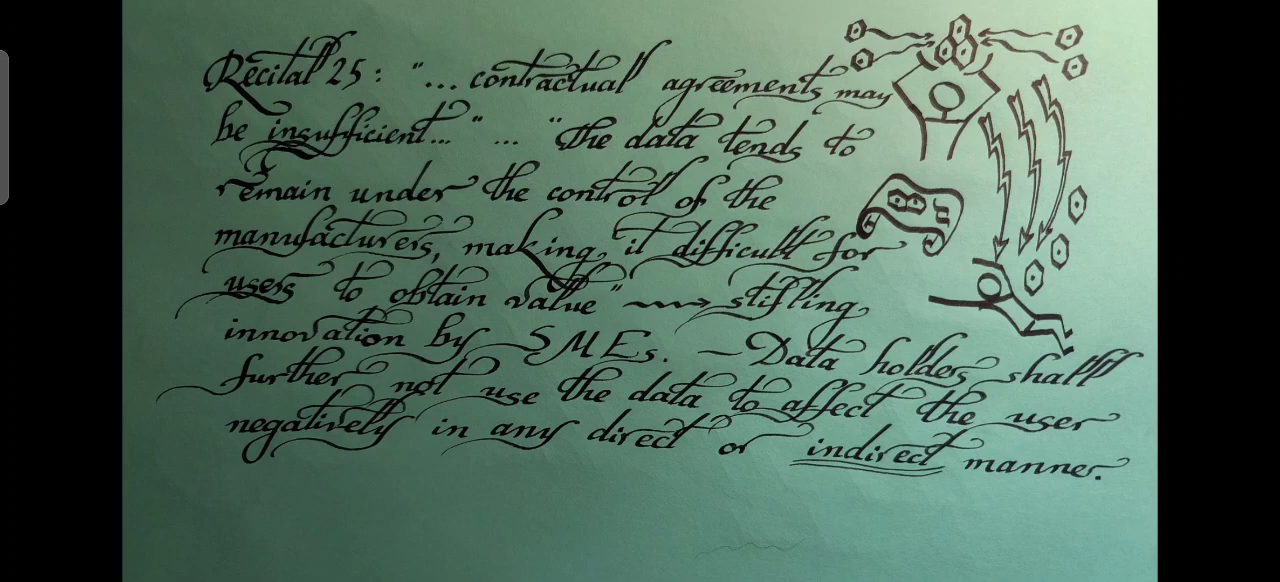 Recital 25: "... contractual agreements may
be insufficient..." ... "The data tends to
remain under the control of the
manufacturers, making it difficult for
users to obtain value" ⟿ stifling
innovation by SMEs. – Data holders shall
further not use the data to affect the user
negatively in any direct or indirect manner.